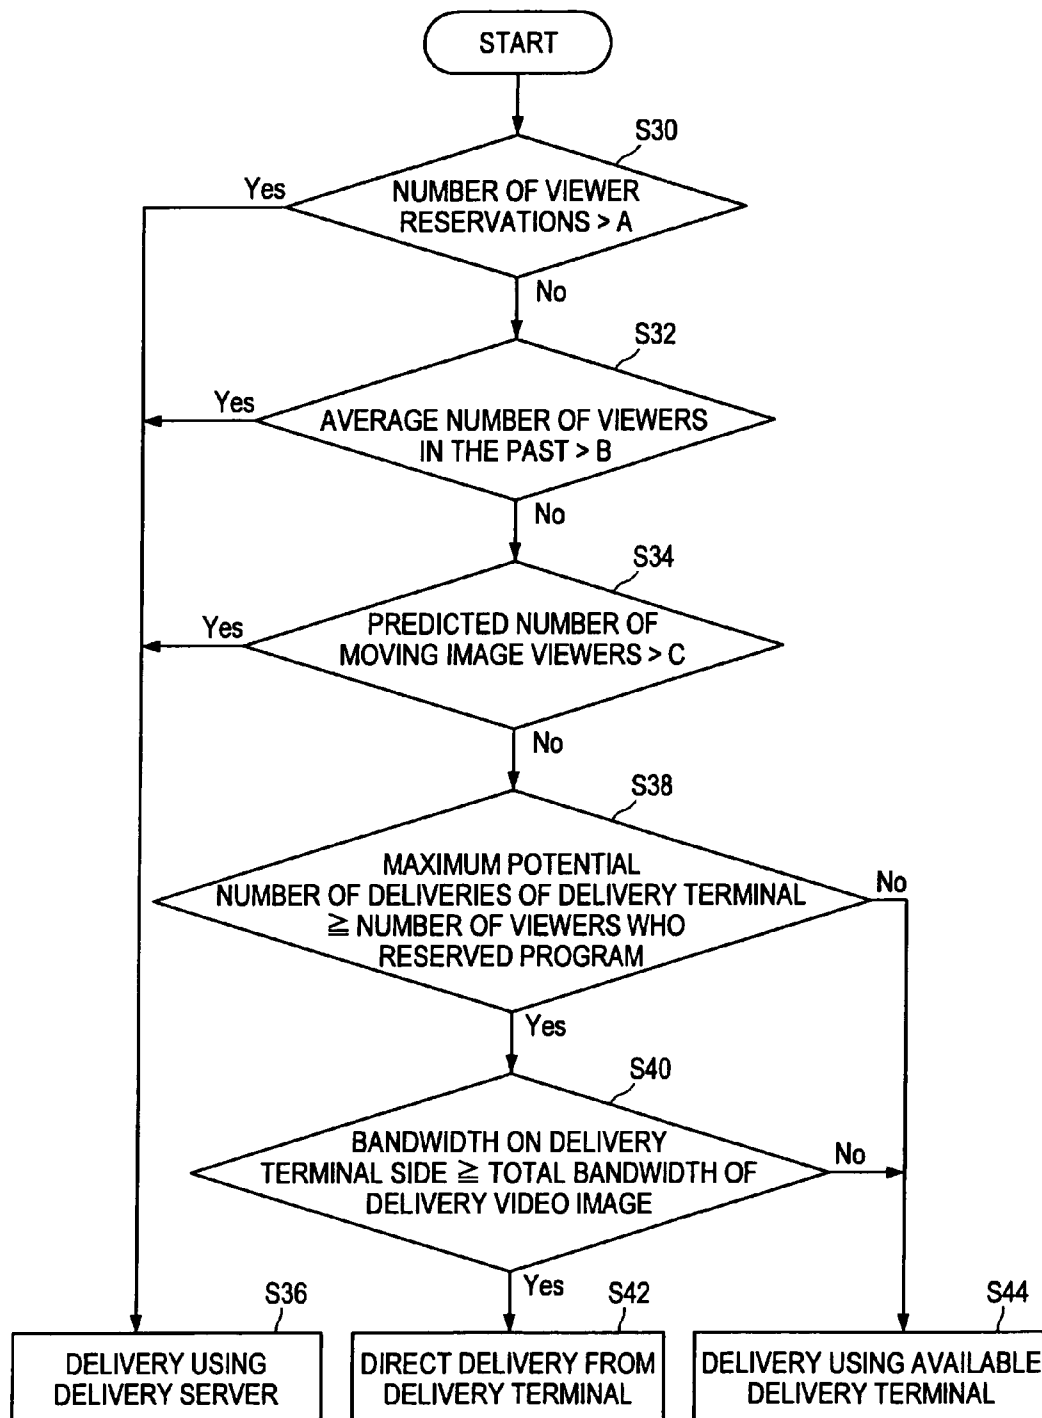 START
S30
Yes
NUMBER OF VIEWER
RESERVATIONS > A
No
S32
Yes
AVERAGE NUMBER OF VIEWERS
IN THE PAST > B
No
S34
Yes
PREDICTED NUMBER OF
MOVING IMAGE VIEWERS > C
No
S38
MAXIMUM POTENTIAL
NUMBER OF DELIVERIES OF DELIVERY TERMINAL
≧ NUMBER OF VIEWERS WHO
RESERVED PROGRAM
No
Yes
S40
BANDWIDTH ON DELIVERY
TERMINAL SIDE ≧ TOTAL BANDWIDTH OF
DELIVERY VIDEO IMAGE
No
Yes
S36
DELIVERY USING
DELIVERY SERVER
S42
DIRECT DELIVERY FROM
DELIVERY TERMINAL
S44
DELIVERY USING AVAILABLE
DELIVERY TERMINAL